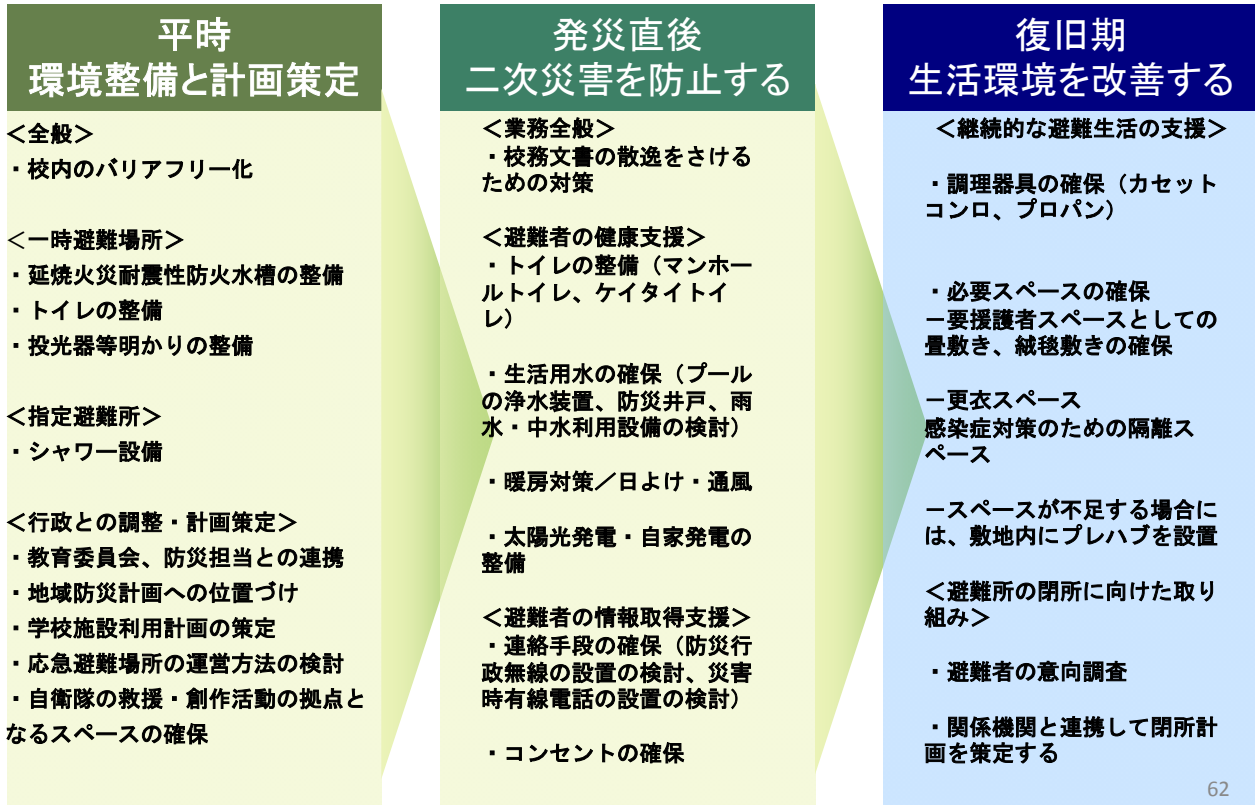 平時
環境整備と計画策定
＜全般＞
・校内のバリアフリー化
＜一時避難場所＞
・延焼火災耐震性防火水槽の整備
・トイレの整備
・投光器等明かりの整備
＜指定避難所＞
・シャワー設備
＜行政との調整・計画策定＞
・教育委員会、防災担当との連携
・地域防災計画への位置づけ
・学校施設利用計画の策定
・応急避難場所の運営方法の検討
・自衛隊の救援・創作活動の拠点と
なるスペースの確保
発災直後
二次災害を防止する
＜業務全般＞
・校務文書の散逸をさける
ための対策
＜避難者の健康支援＞
・トイレの整備（マンホー
ルトイレ、ケイタイトイ
レ）
・生活用水の確保（プール
の浄水装置、防災井戸、雨
水・中水利用設備の検討）
・暖房対策／日よけ・通風
・太陽光発電・自家発電の
整備
＜避難者の情報取得支援＞
・連絡手段の確保（防災行
政無線の設置の検討、災害
時有線電話の設置の検討）
・コンセントの確保
復旧期
生活環境を改善する
＜継続的な避難生活の支援＞
・調理器具の確保（カセット
コンロ、プロパン）
・必要スペースの確保
－要援護者スペースとしての
畳敷き、絨毯敷きの確保
－更衣スペース
感染症対策のための隔離ス
ペース
－スペースが不足する場合に
は、敷地内にプレハブを設置
＜避難所の閉所に向けた取り
組み＞
・避難者の意向調査
・関係機関と連携して閉所計
画を策定する
62